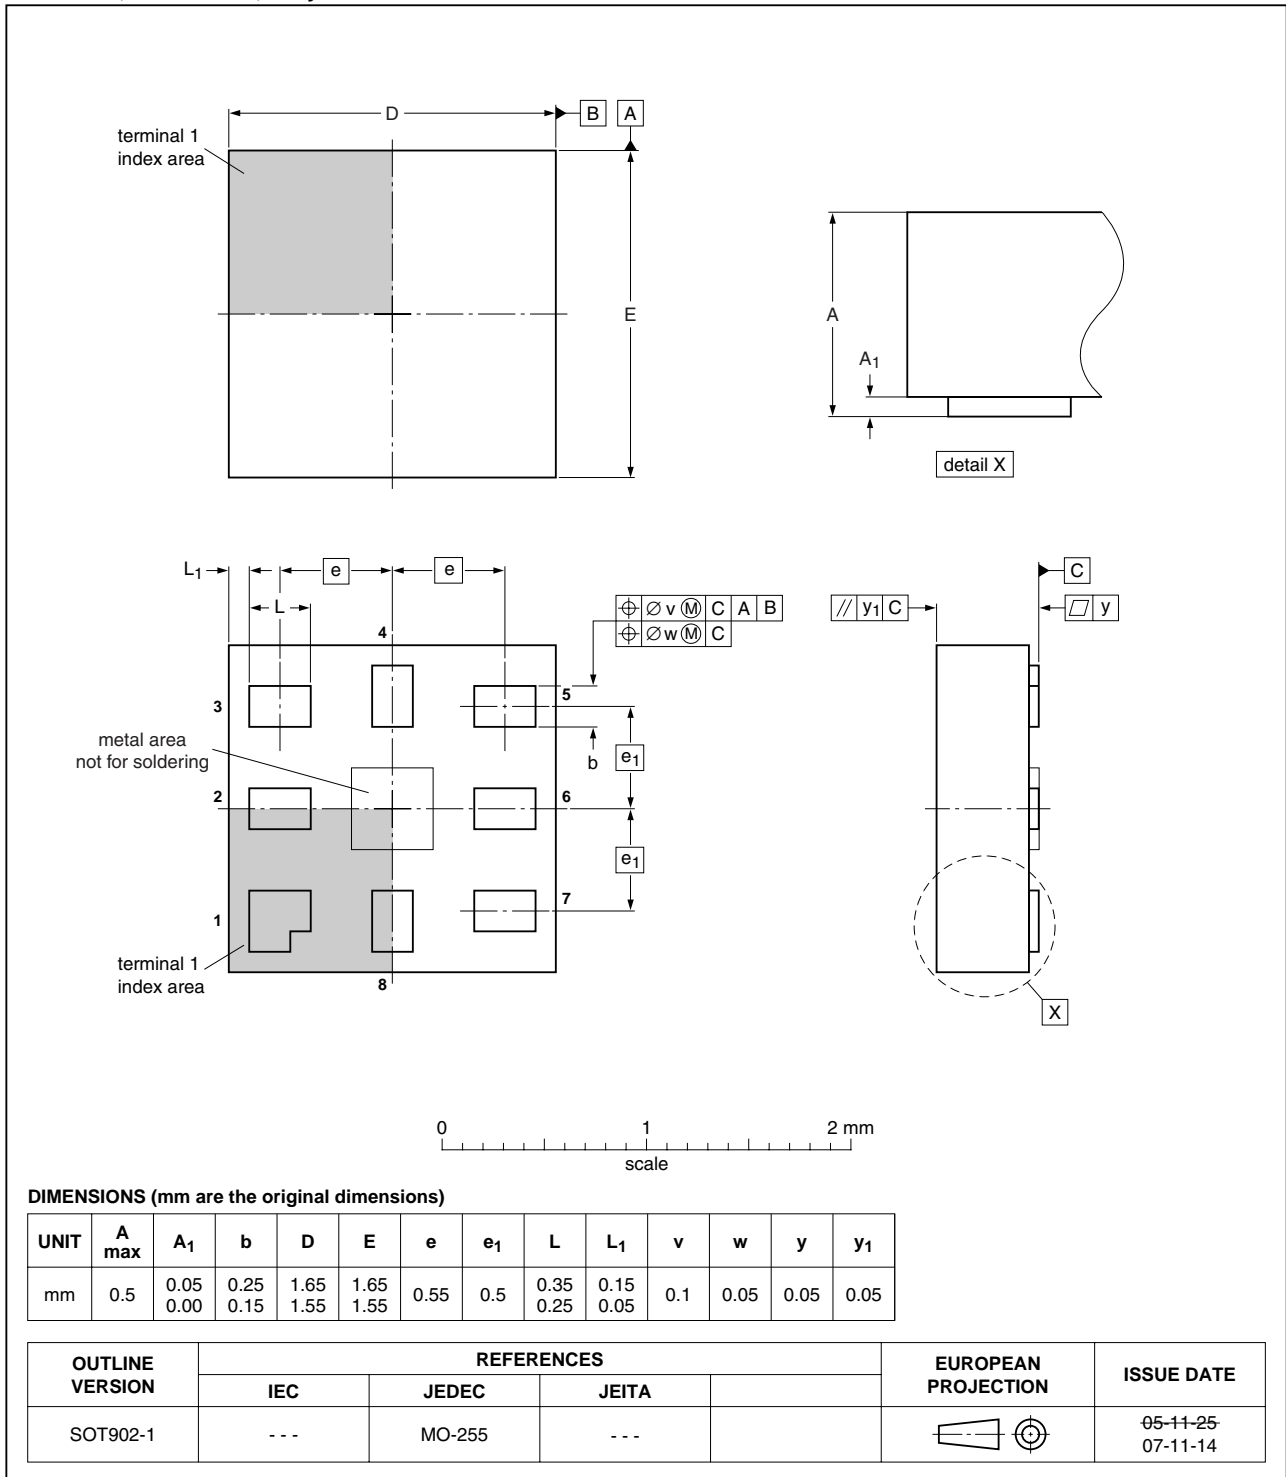 D
B
A
terminal 1
index area
E
A
A1
detail X
L1
e
e
L
4
⌖ ⌀ v Ⓜ C A B
⌖ ⌀ w Ⓜ C
// y1 C
C
▱ y
3
5
metal area
not for soldering
b
e1
2
6
e1
1
7
terminal 1
index area
8
X
0 1 2 mm
scale
DIMENSIONS (mm are the original dimensions)
UNIT A max A1 b D E e e1 L L1 v w y y1
mm 0.5 0.05 0.00 0.25 0.15 1.65 1.55 1.65 1.55 0.55 0.5 0.35 0.25 0.15 0.05 0.1 0.05 0.05 0.05
OUTLINE VERSION REFERENCES EUROPEAN PROJECTION ISSUE DATE
IEC JEDEC JEITA
SOT902-1 - - - MO-255 - - - 05-11-25
07-11-14